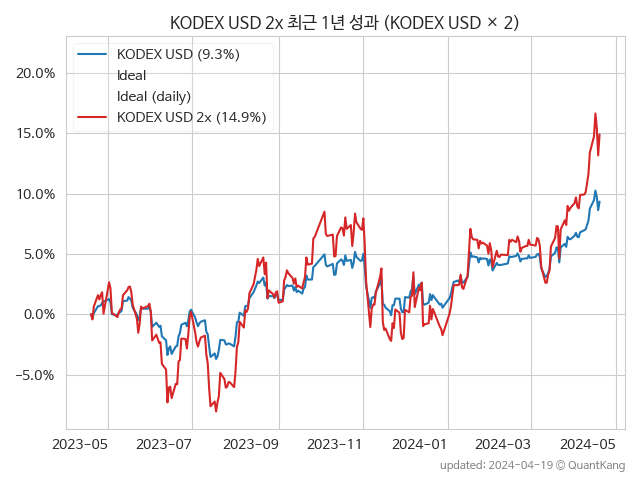 KODEX USD 2x 최근 1년 성과 (KODEX USD × 2)
KODEX USD (9.3%)
Ideal
Ideal (daily)
KODEX USD 2x (14.9%)
20.0%
15.0%
10.0%
5.0%
0.0%
−5.0%
2023-05 2023-07 2023-09 2023-11 2024-01 2024-03 2024-05
updated: 2024-04-19 © QuantKang